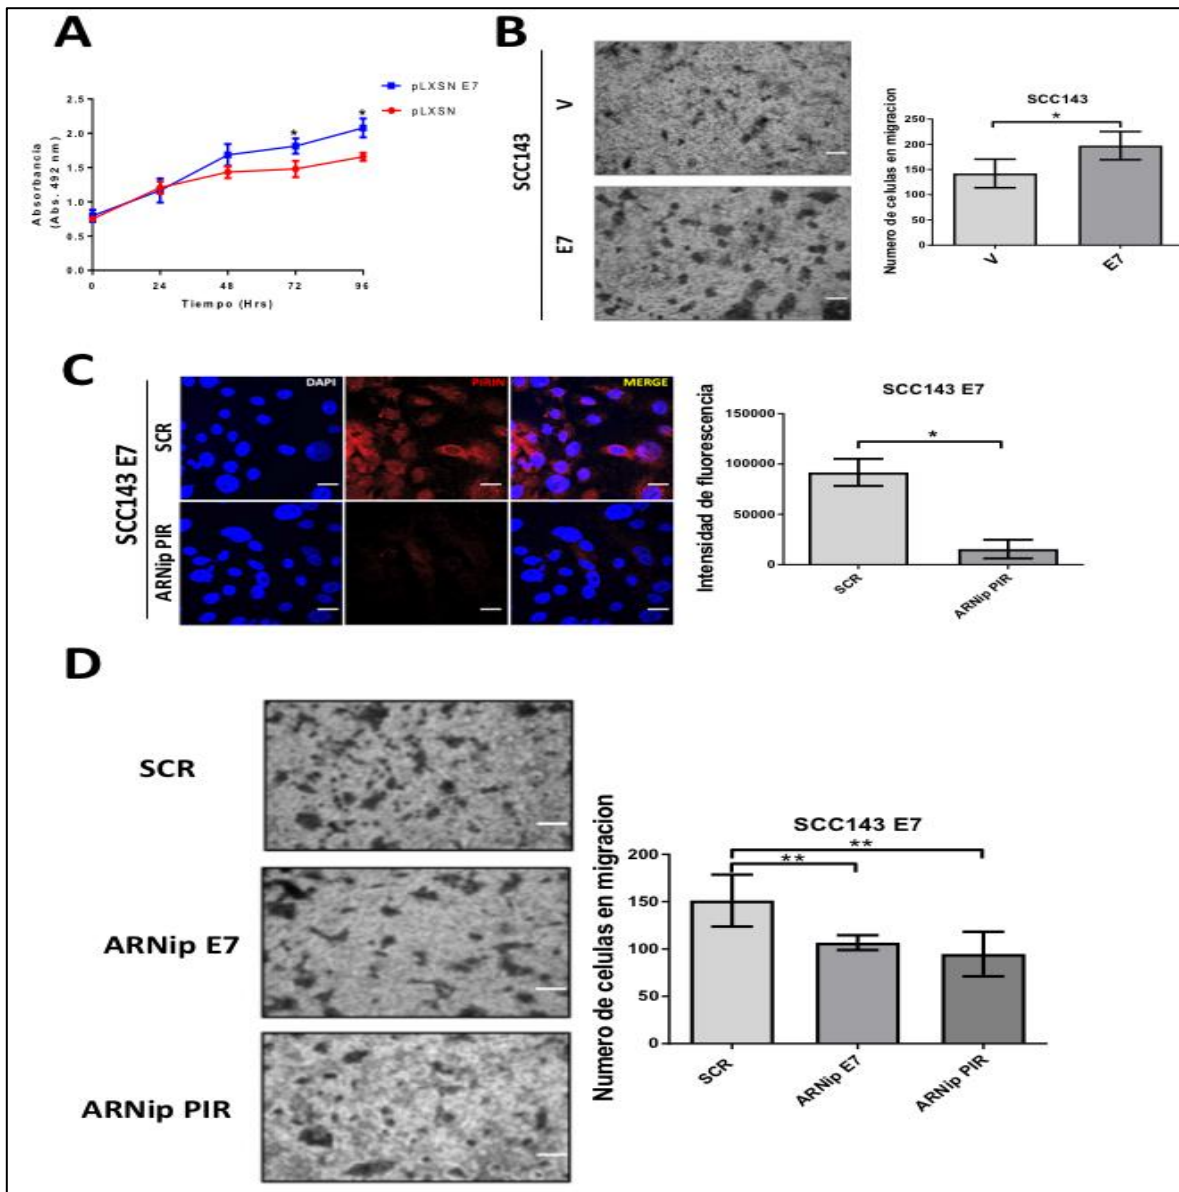 A
pLXSN E7
pLXSN
2.5
2.0
1.5
1.0
0.5
0.0
*
*
Absorbancia
(Abs. 492 nm)
0
24
48
72
96
Tiempo (Hrs)
B
SCC143
V
E7
SCC143
*
Numero de celulas en migracion
250
200
150
100
50
0
V
E7
C
SCC143 E7
SCR
ARNip PIR
DAPI
PIRIN
MERGE
SCC143 E7
*
Intensidad de fluorescencia
150000
100000
50000
0
SCR
ARNip PIR
D
SCR
ARNip E7
ARNip PIR
SCC143 E7
**
**
Numero de celulas en migracion
200
150
100
50
0
SCR
ARNip E7
ARNip PIR